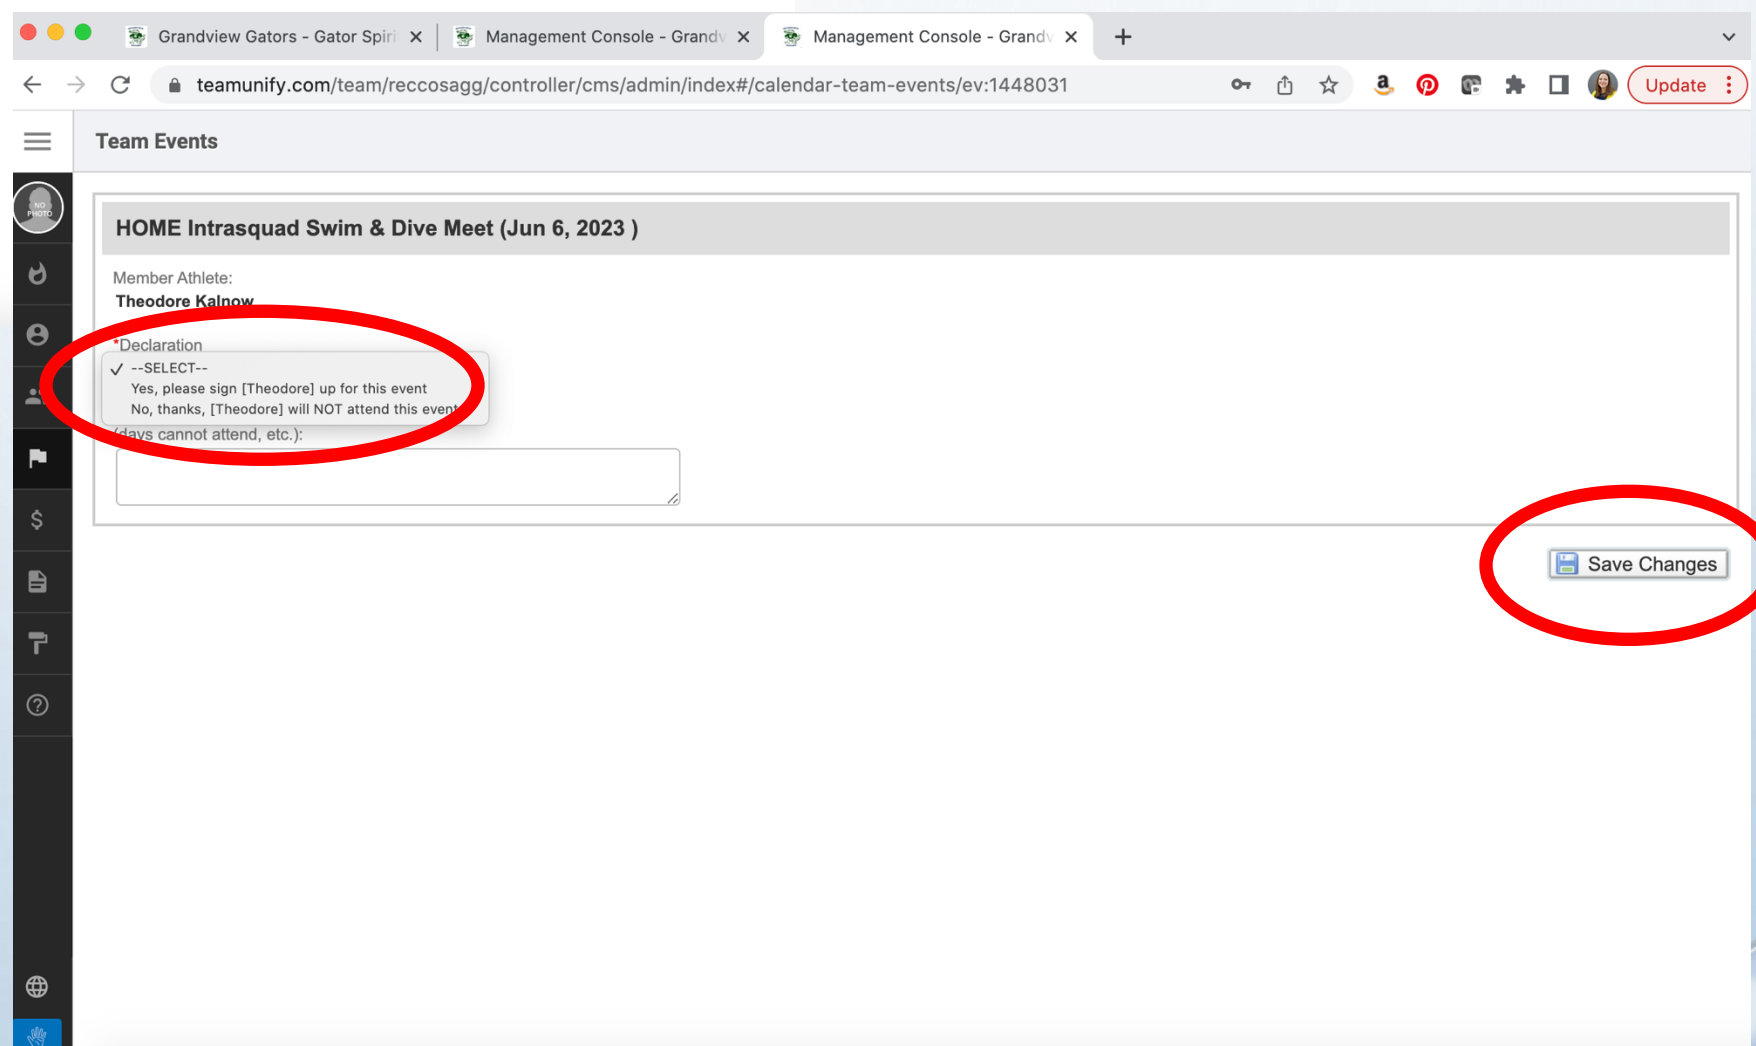 Grandview Gators - Gator Spiri
Management Console - Grandv
Management Console - Grandv
teamunify.com/team/reccosagg/controller/cms/admin/index#/calendar-team-events/ev:1448031
Update
Team Events
NO
PHOTO
HOME Intrasquad Swim & Dive Meet (Jun 6, 2023 )
Member Athlete:
Theodore Kalnow
*Declaration
✓ --SELECT--
Yes, please sign [Theodore] up for this event
No, thanks, [Theodore] will NOT attend this event
(days cannot attend, etc.):
Save Changes